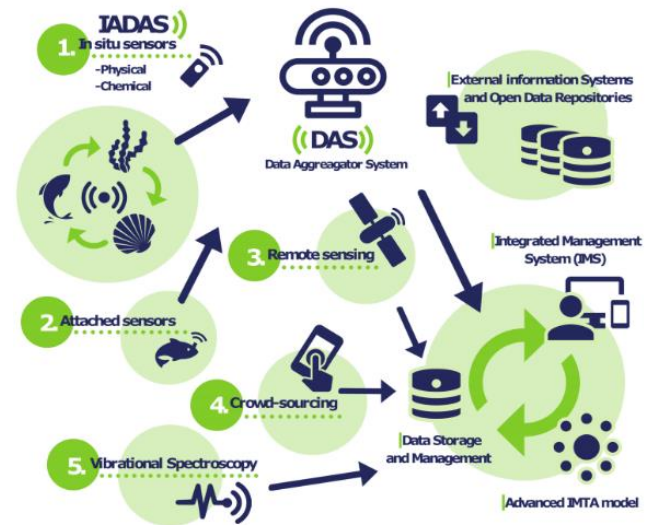 IADAS
1. In situ sensors
-Physical
-Chemical
DAS
Data Aggreagator System
External information Systems
and Open Data Repositories
3. Remote sensing
Integrated Management
System (IMS)
2. Attached sensors
4. Crowd-sourcing
Data Storage
and Management
5. Vibrational Spectroscopy
Advanced IMTA model